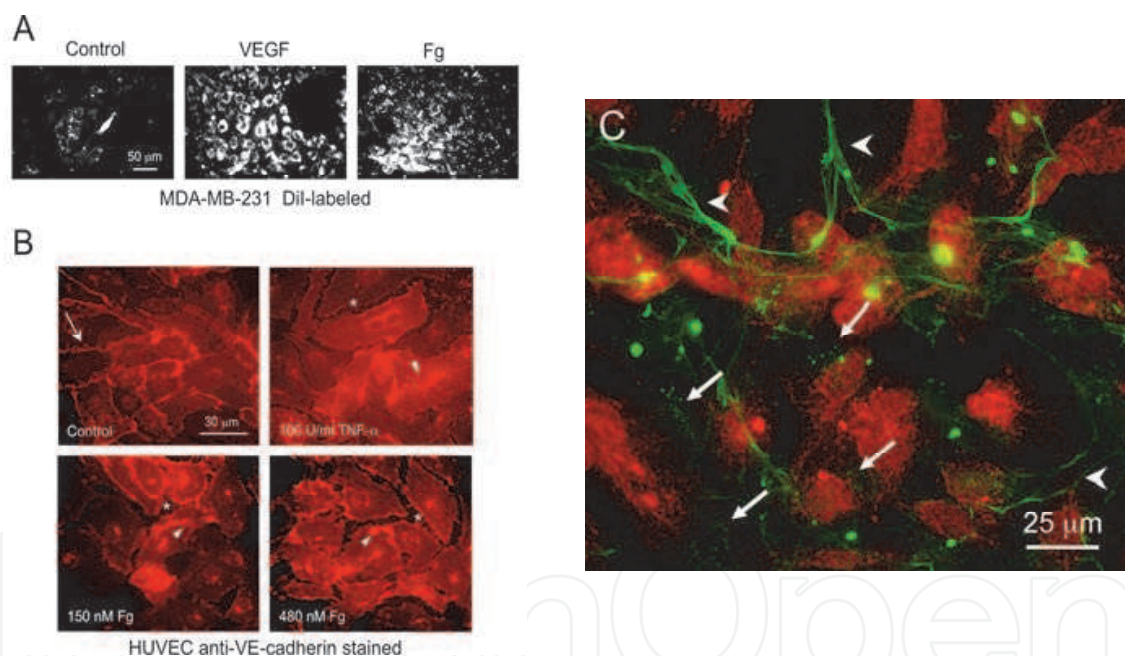 A
Control VEGF Fg
50 µm
MDA-MB-231 DiI-labeled
B
Control
30 µm
100 U/ml TNF-α
150 nM Fg
480 nM Fg
HUVEC anti-VE-cadherin stained
C
25 µm